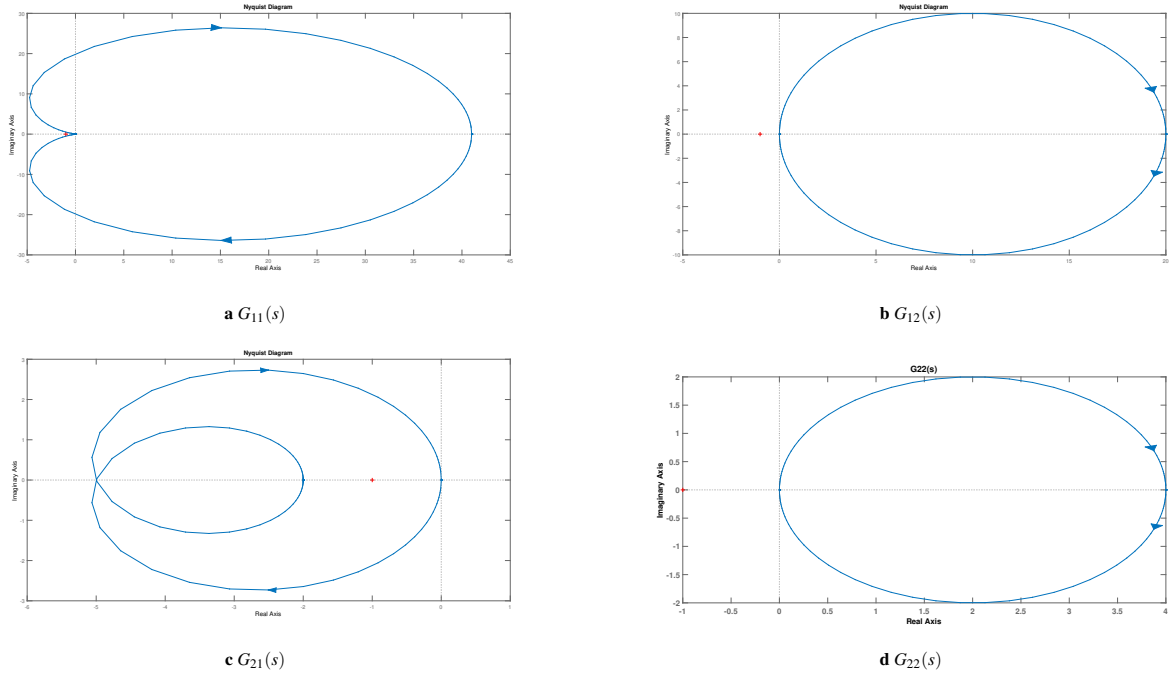 Nyquist Diagram
Imaginary Axis
30
20
10
0
-10
-20
-30
-5 0 5 10 15 20 25 30 35 40 45
Real Axis
a G11(s)
Nyquist Diagram
Imaginary Axis
10
8
6
4
2
0
-2
-4
-6
-8
-10
-5 0 5 10 15 20
Real Axis
b G12(s)
Nyquist Diagram
Imaginary Axis
3
2
1
0
-1
-2
-3
-6 -5 -4 -3 -2 -1 0 1
Real Axis
c G21(s)
G22(s)
Imaginary Axis
2
1.5
1
0.5
0
-0.5
-1
-1.5
-2
-1 -0.5 0 0.5 1 1.5 2 2.5 3 3.5 4
Real Axis
d G22(s)